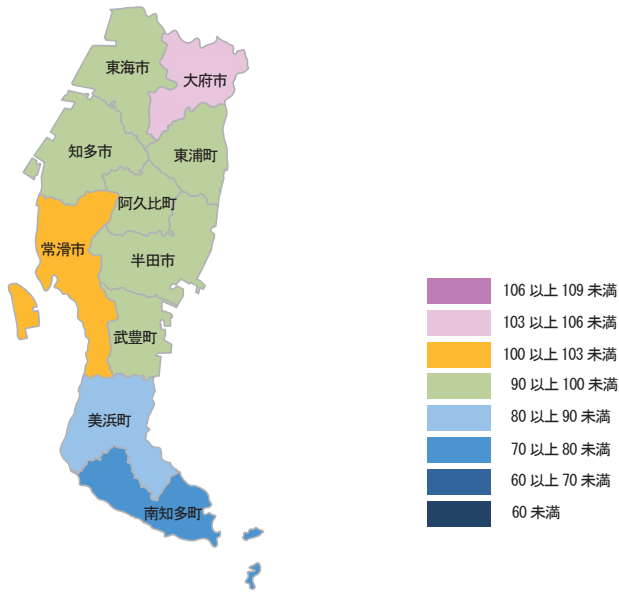 東海市
大府市
知多市
東浦町
阿久比町
常滑市
半田市
武豊町
美浜町
南知多町
106 以上 109 未満
103 以上 106 未満
100 以上 103 未満
90 以上 100 未満
80 以上 90 未満
70 以上 80 未満
60 以上 70 未満
60 未満